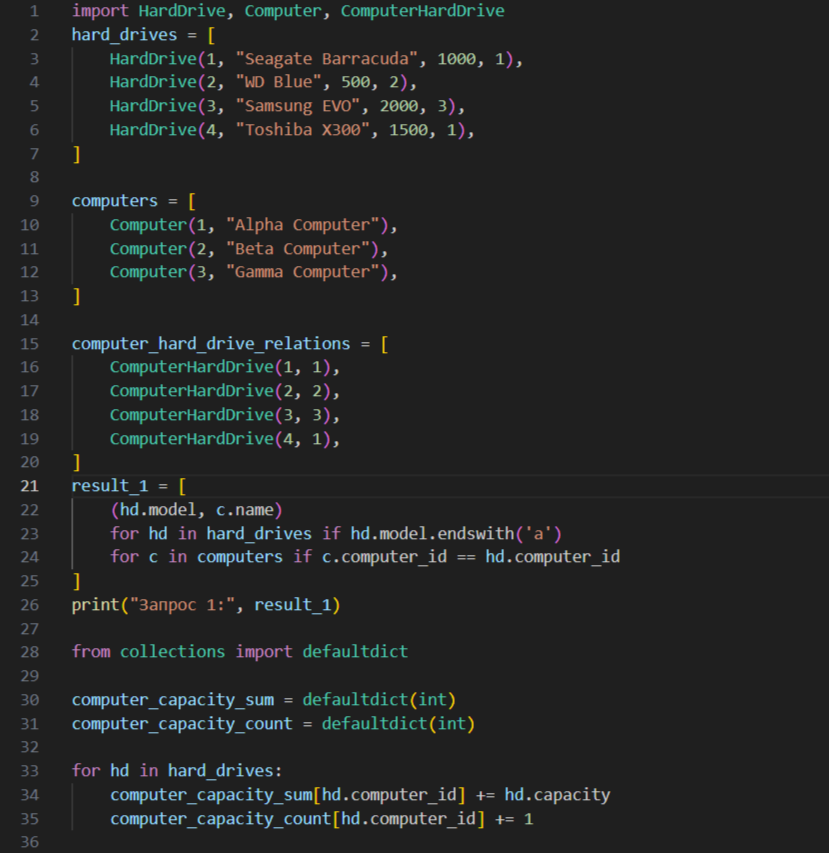 1 import HardDrive, Computer, ComputerHardDrive
2 hard_drives = [
3     HardDrive(1, "Seagate Barracuda", 1000, 1),
4     HardDrive(2, "WD Blue", 500, 2),
5     HardDrive(3, "Samsung EVO", 2000, 3),
6     HardDrive(4, "Toshiba X300", 1500, 1),
7 ]
8
9 computers = [
10     Computer(1, "Alpha Computer"),
11     Computer(2, "Beta Computer"),
12     Computer(3, "Gamma Computer"),
13 ]
14
15 computer_hard_drive_relations = [
16     ComputerHardDrive(1, 1),
17     ComputerHardDrive(2, 2),
18     ComputerHardDrive(3, 3),
19     ComputerHardDrive(4, 1),
20 ]
21 result_1 = [
22     (hd.model, c.name)
23     for hd in hard_drives if hd.model.endswith('a')
24     for c in computers if c.computer_id == hd.computer_id
25 ]
26 print("Запрос 1:", result_1)
27
28 from collections import defaultdict
29
30 computer_capacity_sum = defaultdict(int)
31 computer_capacity_count = defaultdict(int)
32
33 for hd in hard_drives:
34     computer_capacity_sum[hd.computer_id] += hd.capacity
35     computer_capacity_count[hd.computer_id] += 1
36